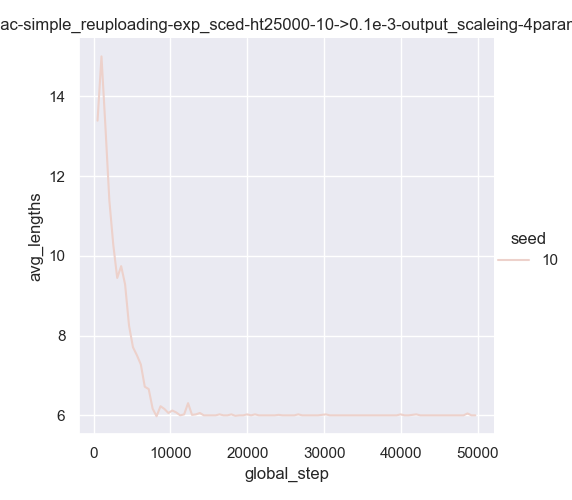 ac-simple_reuploading-exp_sced-ht25000-10->0.1e-3-output_scaleing-4param
14
12
10
8
6
avg_lengths
0 10000 20000 30000 40000 50000
global_step
seed
10